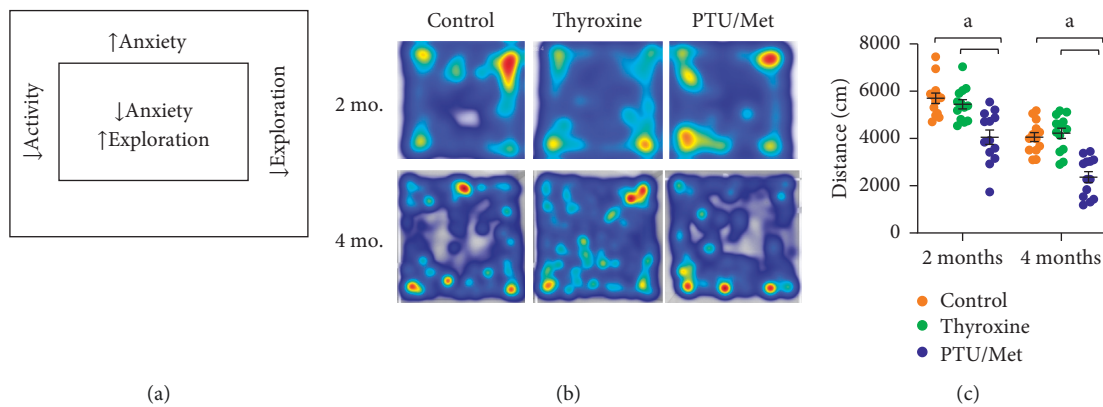 ↑Anxiety
↓Activity
↓Anxiety
↑Exploration
↓Exploration
(a)
Control Thyroxine PTU/Met
2 mo.
4 mo.
(b)
a a
8000
6000
4000
2000
0
Distance (cm)
2 months 4 months
Control
Thyroxine
PTU/Met
(c)